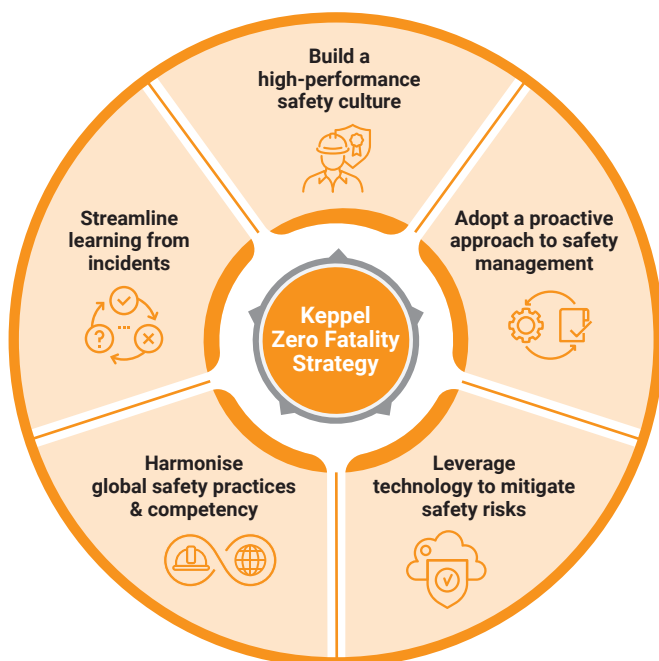 Build a
high-performance
safety culture
Adopt a proactive
approach to safety
management
Leverage
technology to mitigate
safety risks
Harmonise
global safety practices
& competency
Streamline
learning from
incidents
Keppel
Zero Fatality
Strategy